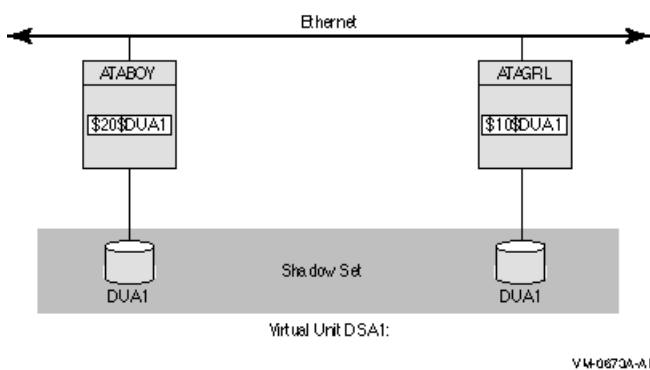 Ethernet
ATABOY
ATAGRL
$20$DUA1
$10$DUA1
Shadow Set
DUA1
DUA1
Virtual Unit DSA1:
VM-0673A-AI